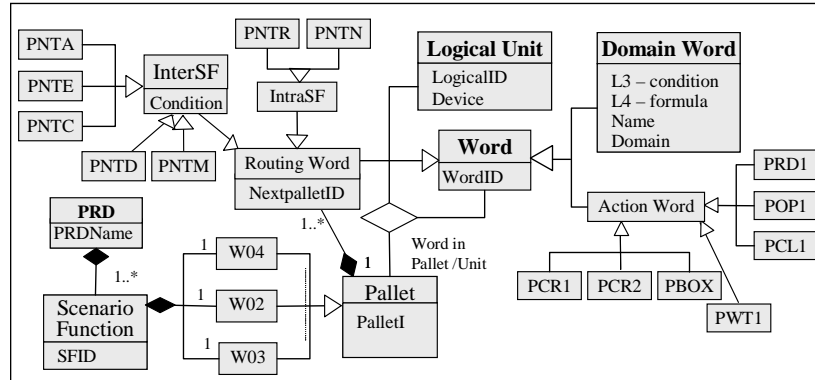 PNTA
PNTE
PNTC
InterSF
Condition
PNTD
PNTM
PNTR
PNTN
IntraSF
Routing Word
NextpalletID
Logical Unit
LogicalID
Device
Word
WordID
Domain Word
L3 – condition
L4 – formula
Name
Domain
Action Word
PRD1
POP1
PCL1
PCR1
PCR2
PBOX
PWT1
PRD
PRDName
1..*
Scenario
Function
SFID
1
W04
1
W02
1
W03
1..*
1
Word in
Pallet /Unit
Pallet
PalletI